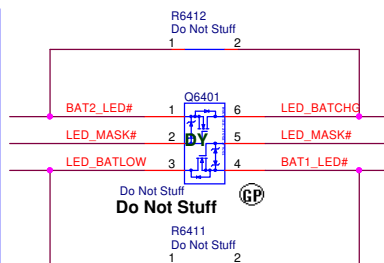 R6412
Do Not Stuff
1 2
Q6401
BAT2_LED# 1 6 LED_BATCHG
LED_MASK# 2 DY 5 LED_MASK#
LED_BATLOW 3 4 BAT1_LED#
Do Not Stuff
GP
Do Not Stuff
R6411
Do Not Stuff
1 2